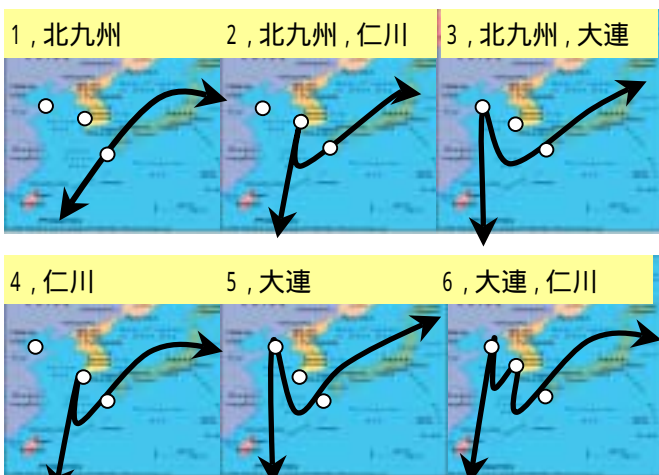 1 , 北九州
2 , 北九州 , 仁川
3 , 北九州 , 大連
4 , 仁川
5 , 大連
6 , 大連 , 仁川